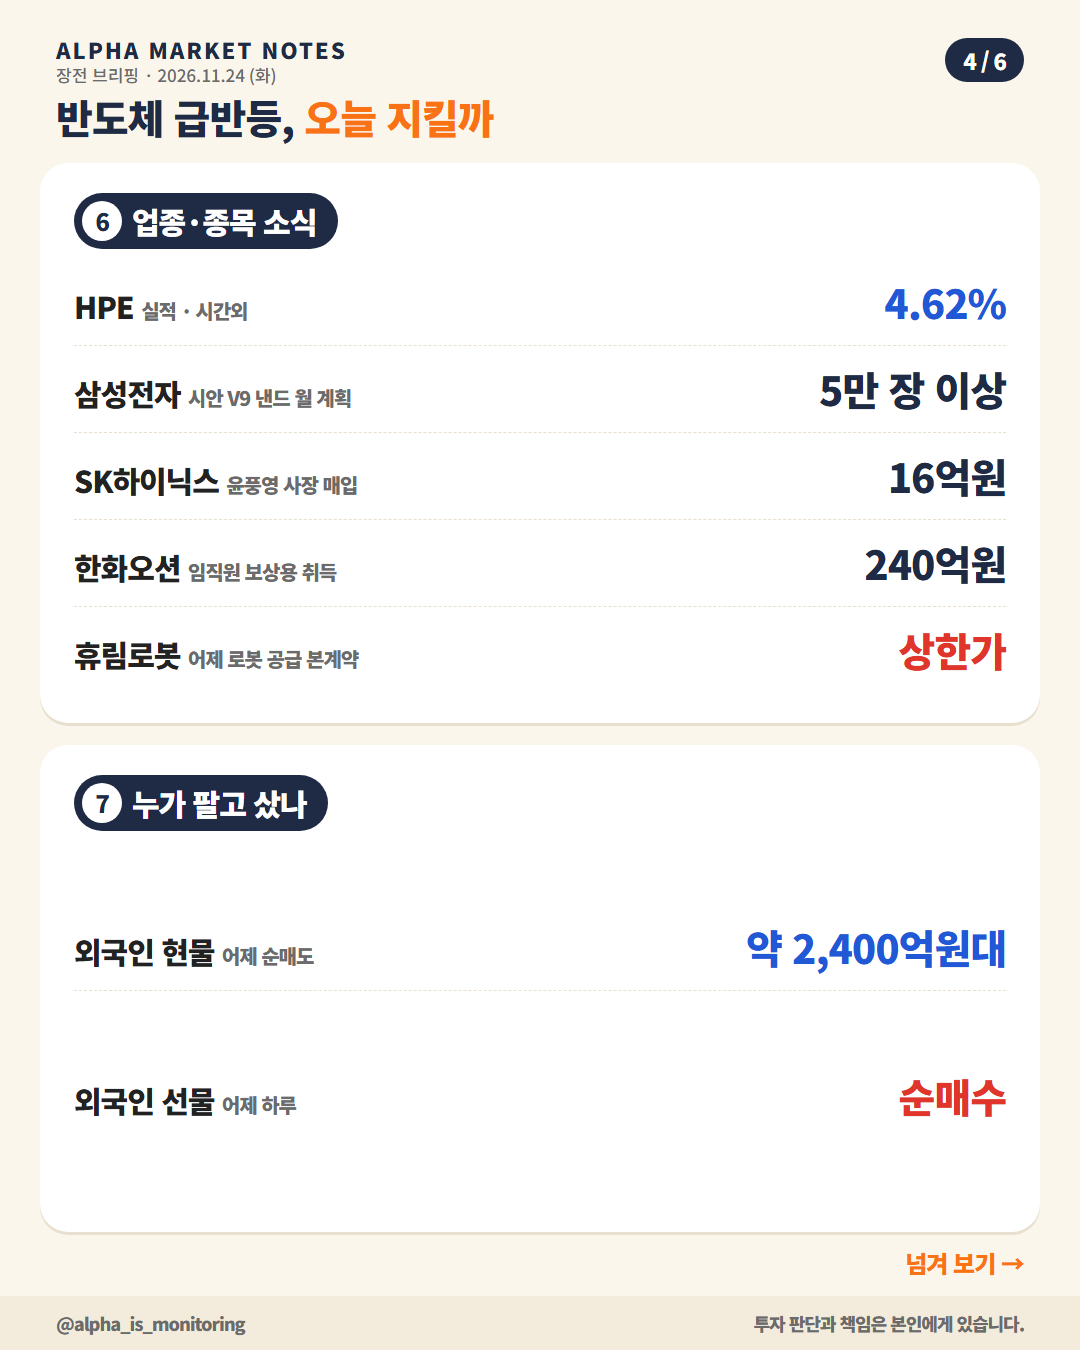 ALPHA MARKET NOTES
장전 브리핑 · 2026.11.24 (화)
4 / 6
반도체 급반등, 오늘 지킬까
6 업종·종목 소식
HPE 실적 · 시간외 4.62%
삼성전자 시안 V9 낸드 월 계획 5만 장 이상
SK하이닉스 윤풍영 사장 매입 16억원
한화오션 임직원 보상용 취득 240억원
휴림로봇 어제 로봇 공급 본계약 상한가
7 누가 팔고 샀나
외국인 현물 어제 순매도 약 2,400억원대
외국인 선물 어제 하루 순매수
넘겨 보기 →
@alpha_is_monitoring 투자 판단과 책임은 본인에게 있습니다.